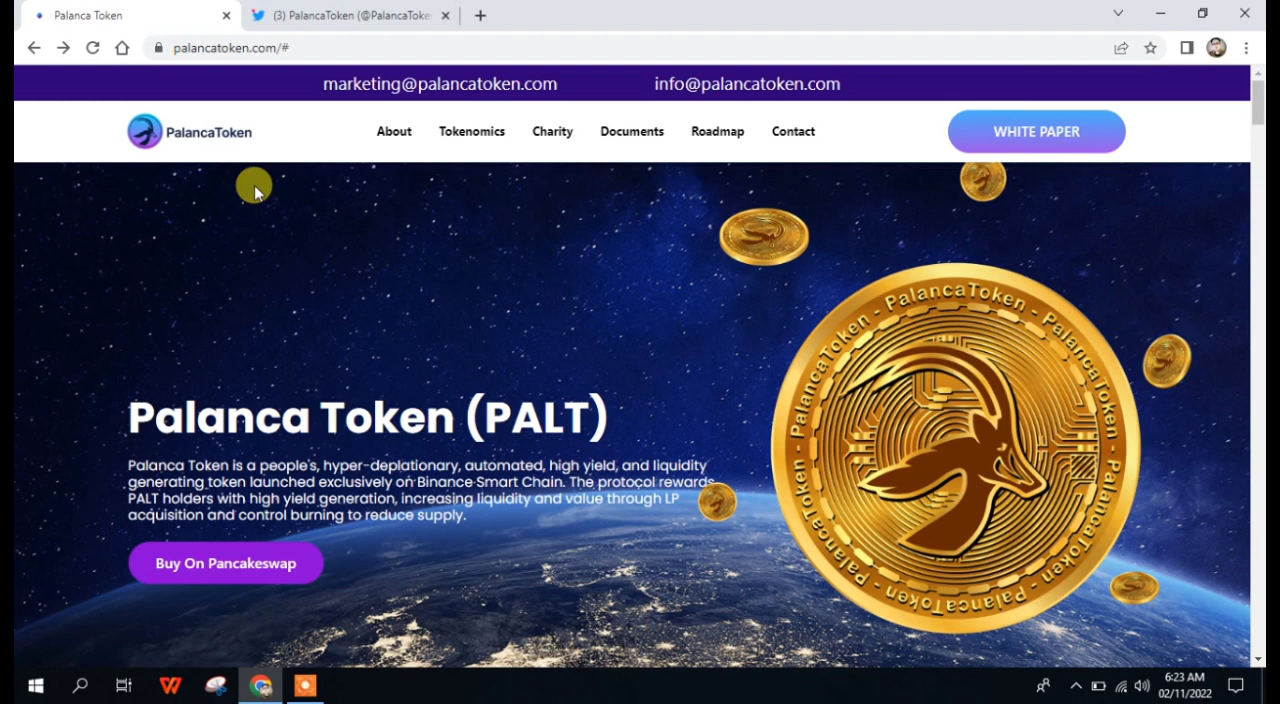 Palanca Token
(3) PalancaToken (@PalancaToke
palancatoken.com/#
marketing@palancatoken.com info@palancatoken.com
PalancaToken
About Tokenomics Charity Documents Roadmap Contact
WHITE PAPER
Palanca Token (PALT)
Palanca Token is a people's, hyper-deplationary, automated, high yield, and liquidity
generating token launched exclusively on Binance Smart Chain. The protocol rewards
PALT holders with high yield generation, increasing liquidity and value through LP
acquisition and control burning to reduce supply.
Buy On Pancakeswap
PalancaToken - PalancaToken - PalancaToken - PalancaToken - PalancaToken -
6:23 AM
02/11/2022